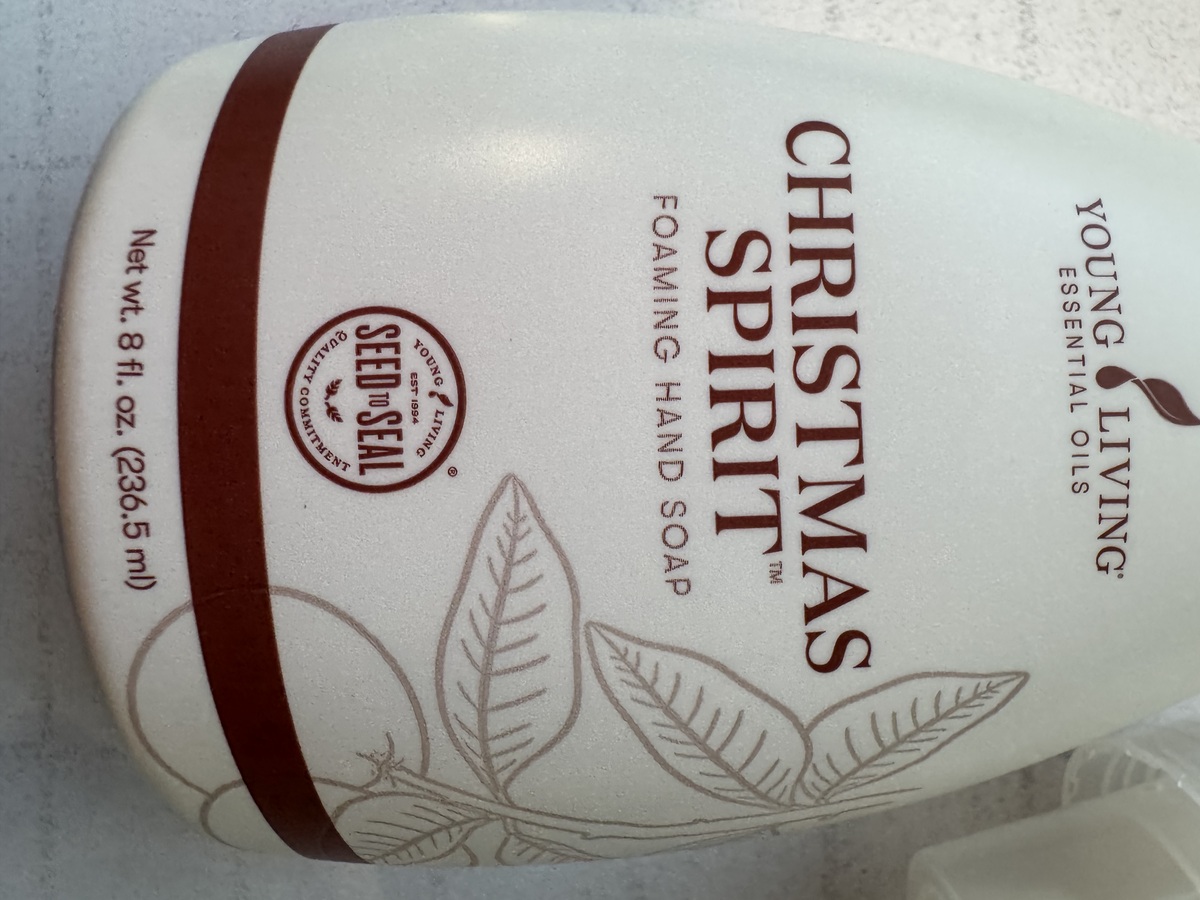 YOUNG LIVING®
ESSENTIAL OILS
CHRISTMAS
SPIRIT™
FOAMING HAND SOAP
YOUNG LIVING
EST 1994
SEED TO SEAL
QUALITY COMMITMENT
®
Net wt. 8 fl. oz. (236.5 ml)